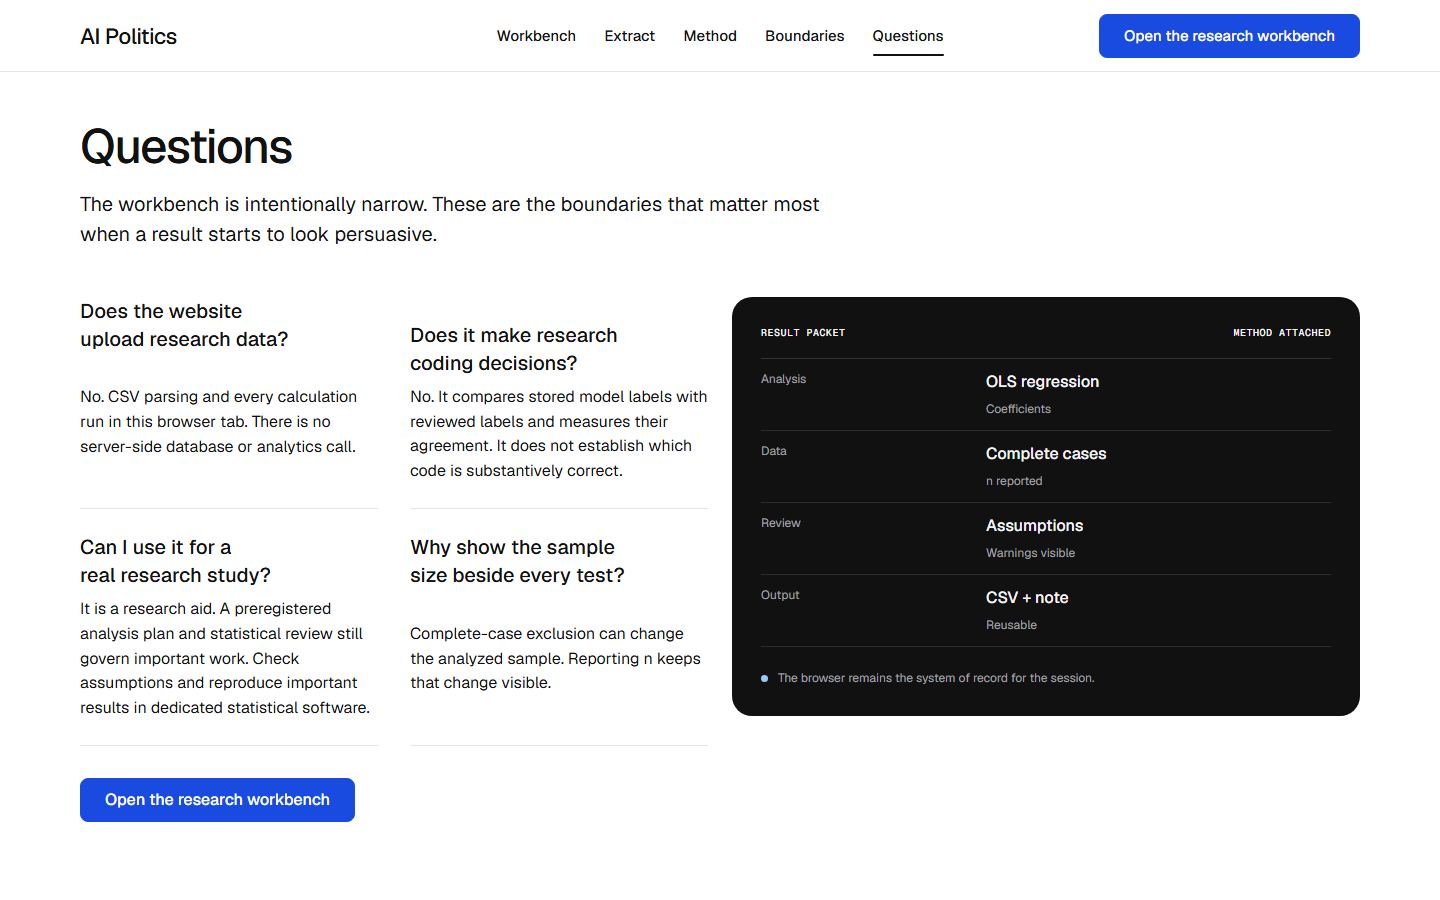 AI Politics
Workbench
Extract
Method
Boundaries
Questions
Open the research workbench
Questions
The workbench is intentionally narrow. These are the boundaries that matter most
when a result starts to look persuasive.
Does the website
upload research data?
No. CSV parsing and every calculation
run in this browser tab. There is no
server-side database or analytics call.
Does it make research
coding decisions?
No. It compares stored model labels with
reviewed labels and measures their
agreement. It does not establish which
code is substantively correct.
Can I use it for a
real research study?
It is a research aid. A preregistered
analysis plan and statistical review still
govern important work. Check
assumptions and reproduce important
results in dedicated statistical software.
Why show the sample
size beside every test?
Complete-case exclusion can change
the analyzed sample. Reporting n keeps
that change visible.
Open the research workbench
RESULT PACKET
METHOD ATTACHED
Analysis
OLS regression
Coefficients
Data
Complete cases
n reported
Review
Assumptions
Warnings visible
Output
CSV + note
Reusable
The browser remains the system of record for the session.